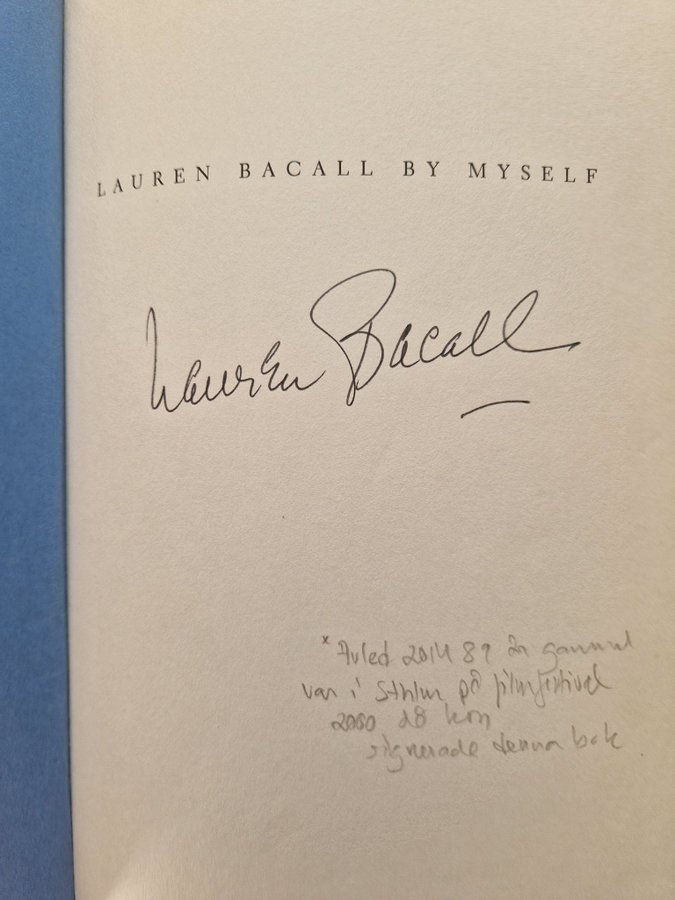 LAUREN BACALL BY MYSELF
Lauren Bacall
* Avled 2014 89 år gammal
var i Sthlm på filmfestival
2000 då hon
signerade denna bok